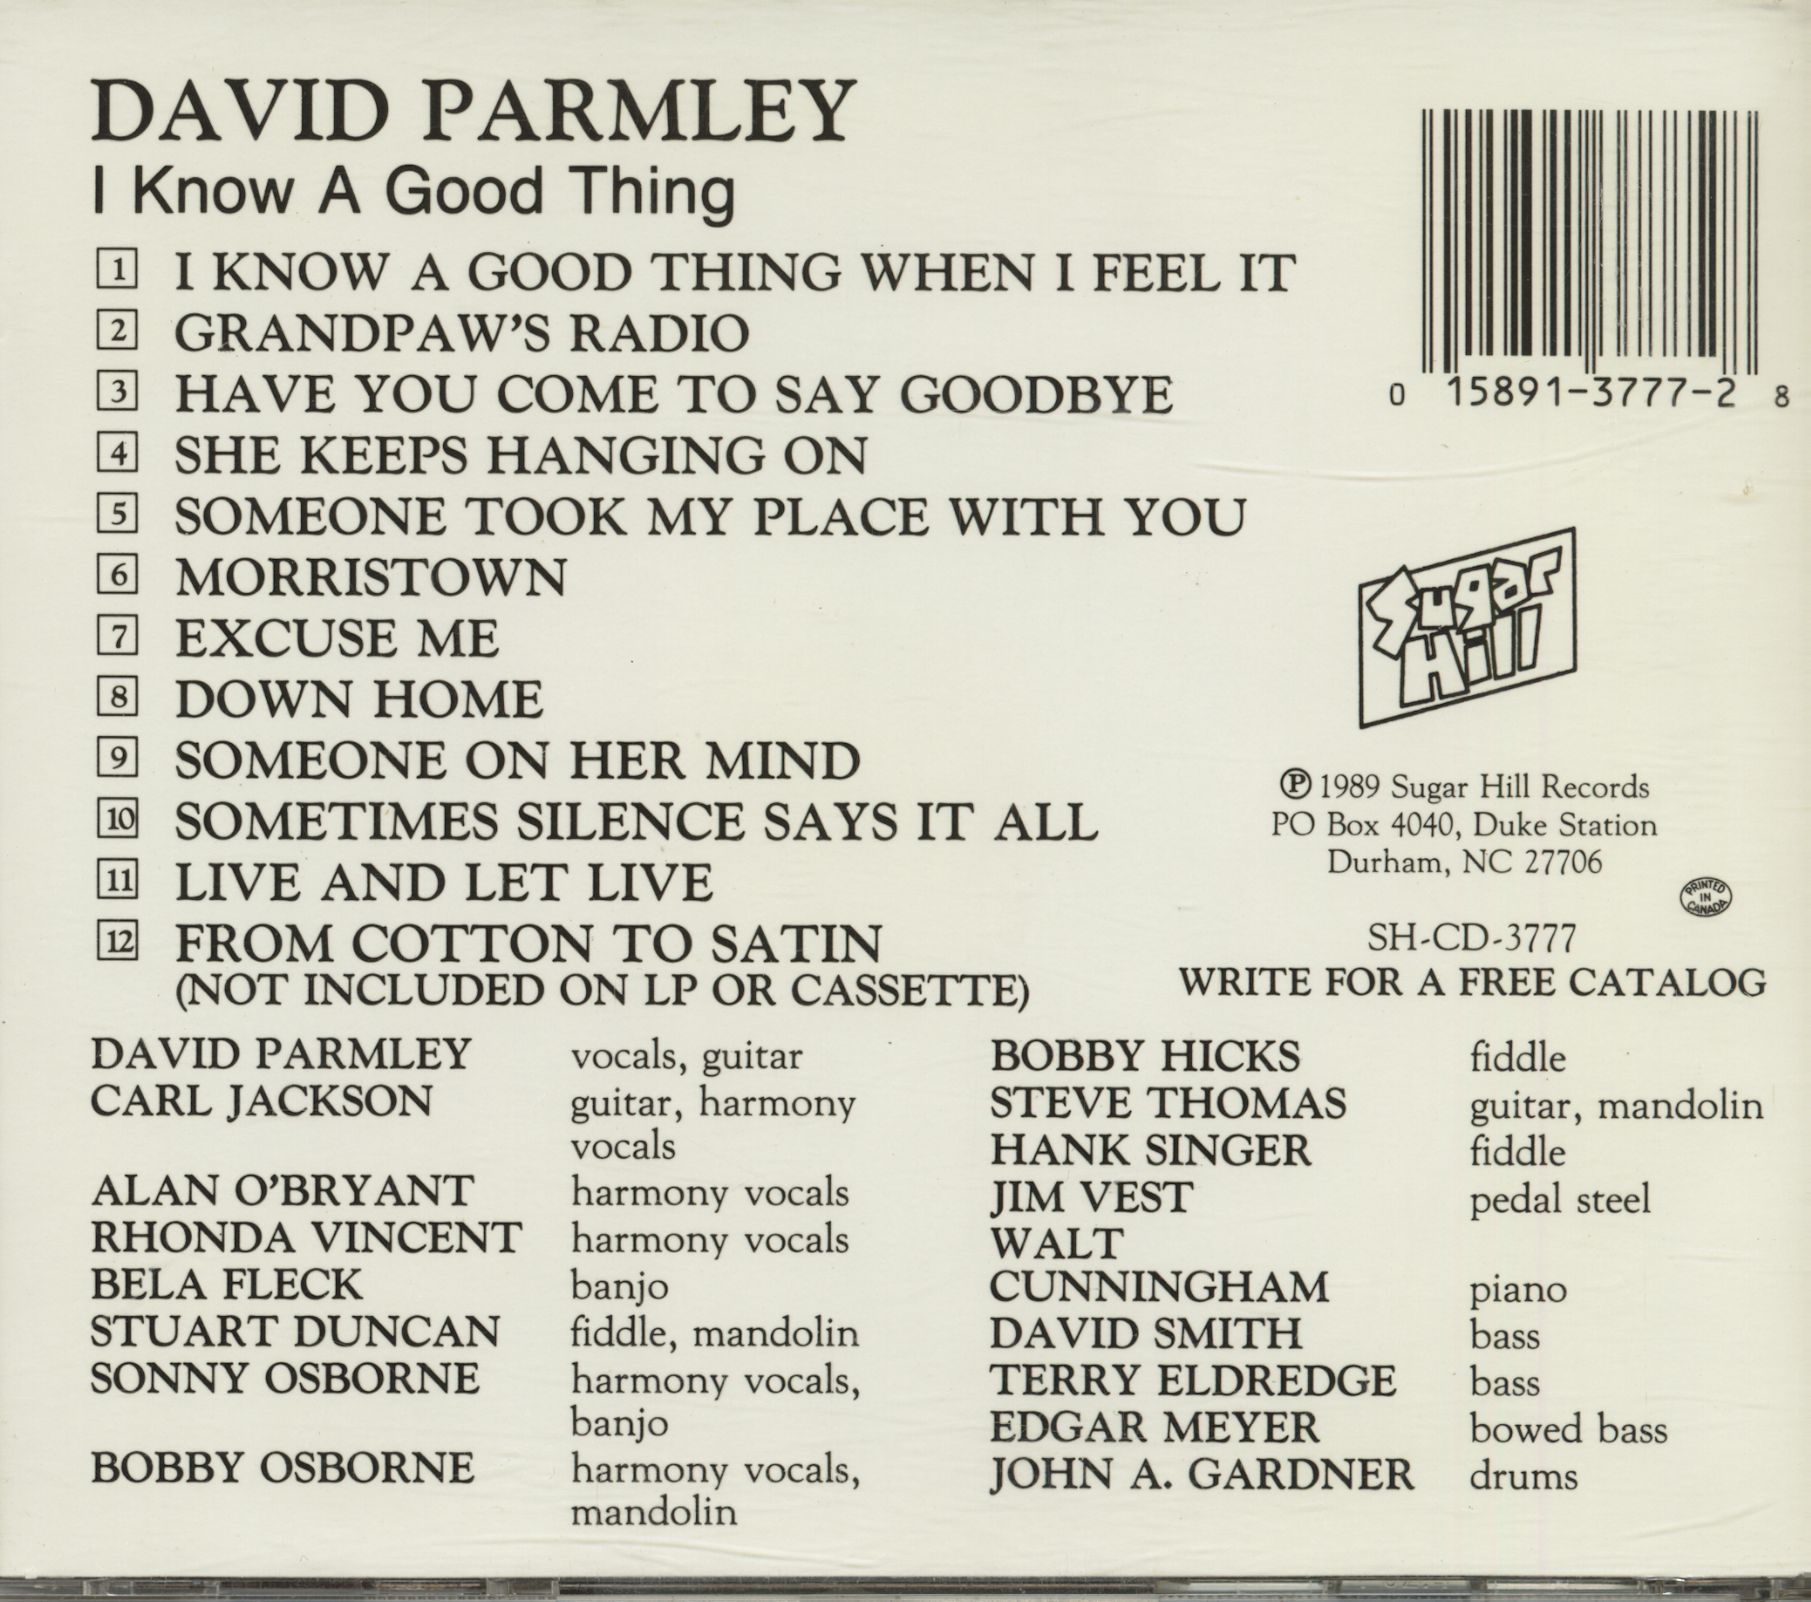 DAVID PARMLEY
I Know A Good Thing
1 I KNOW A GOOD THING WHEN I FEEL IT
2 GRANDPAW'S RADIO
3 HAVE YOU COME TO SAY GOODBYE
4 SHE KEEPS HANGING ON
5 SOMEONE TOOK MY PLACE WITH YOU
6 MORRISTOWN
7 EXCUSE ME
8 DOWN HOME
9 SOMEONE ON HER MIND
10 SOMETIMES SILENCE SAYS IT ALL
11 LIVE AND LET LIVE
12 FROM COTTON TO SATIN
(NOT INCLUDED ON LP OR CASSETTE)
0 15891-3777-2 8
Sugar
Hill
℗ 1989 Sugar Hill Records
PO Box 4040, Duke Station
Durham, NC 27706
PRINTED
IN
CANADA
SH-CD-3777
WRITE FOR A FREE CATALOG
DAVID PARMLEY vocals, guitar
CARL JACKSON guitar, harmony
vocals
ALAN O'BRYANT harmony vocals
RHONDA VINCENT harmony vocals
BELA FLECK banjo
STUART DUNCAN fiddle, mandolin
SONNY OSBORNE harmony vocals,
banjo
BOBBY OSBORNE harmony vocals,
mandolin
BOBBY HICKS fiddle
STEVE THOMAS guitar, mandolin
HANK SINGER fiddle
JIM VEST pedal steel
WALT
CUNNINGHAM piano
DAVID SMITH bass
TERRY ELDREDGE bass
EDGAR MEYER bowed bass
JOHN A. GARDNER drums